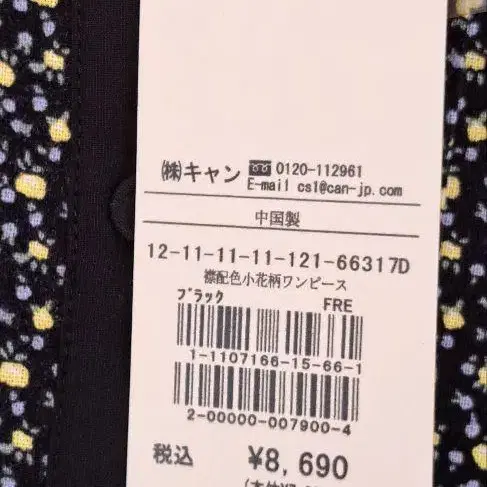 ㈱キャン 0120-112961
E-mail cs1@can-jp.com
中国製
12-11-11-11-121-66317D
襟配色小花柄ワンピース
ブラック FRE
1-1107166-15-66-1
2-00000-007900-4
税込 ¥8,690